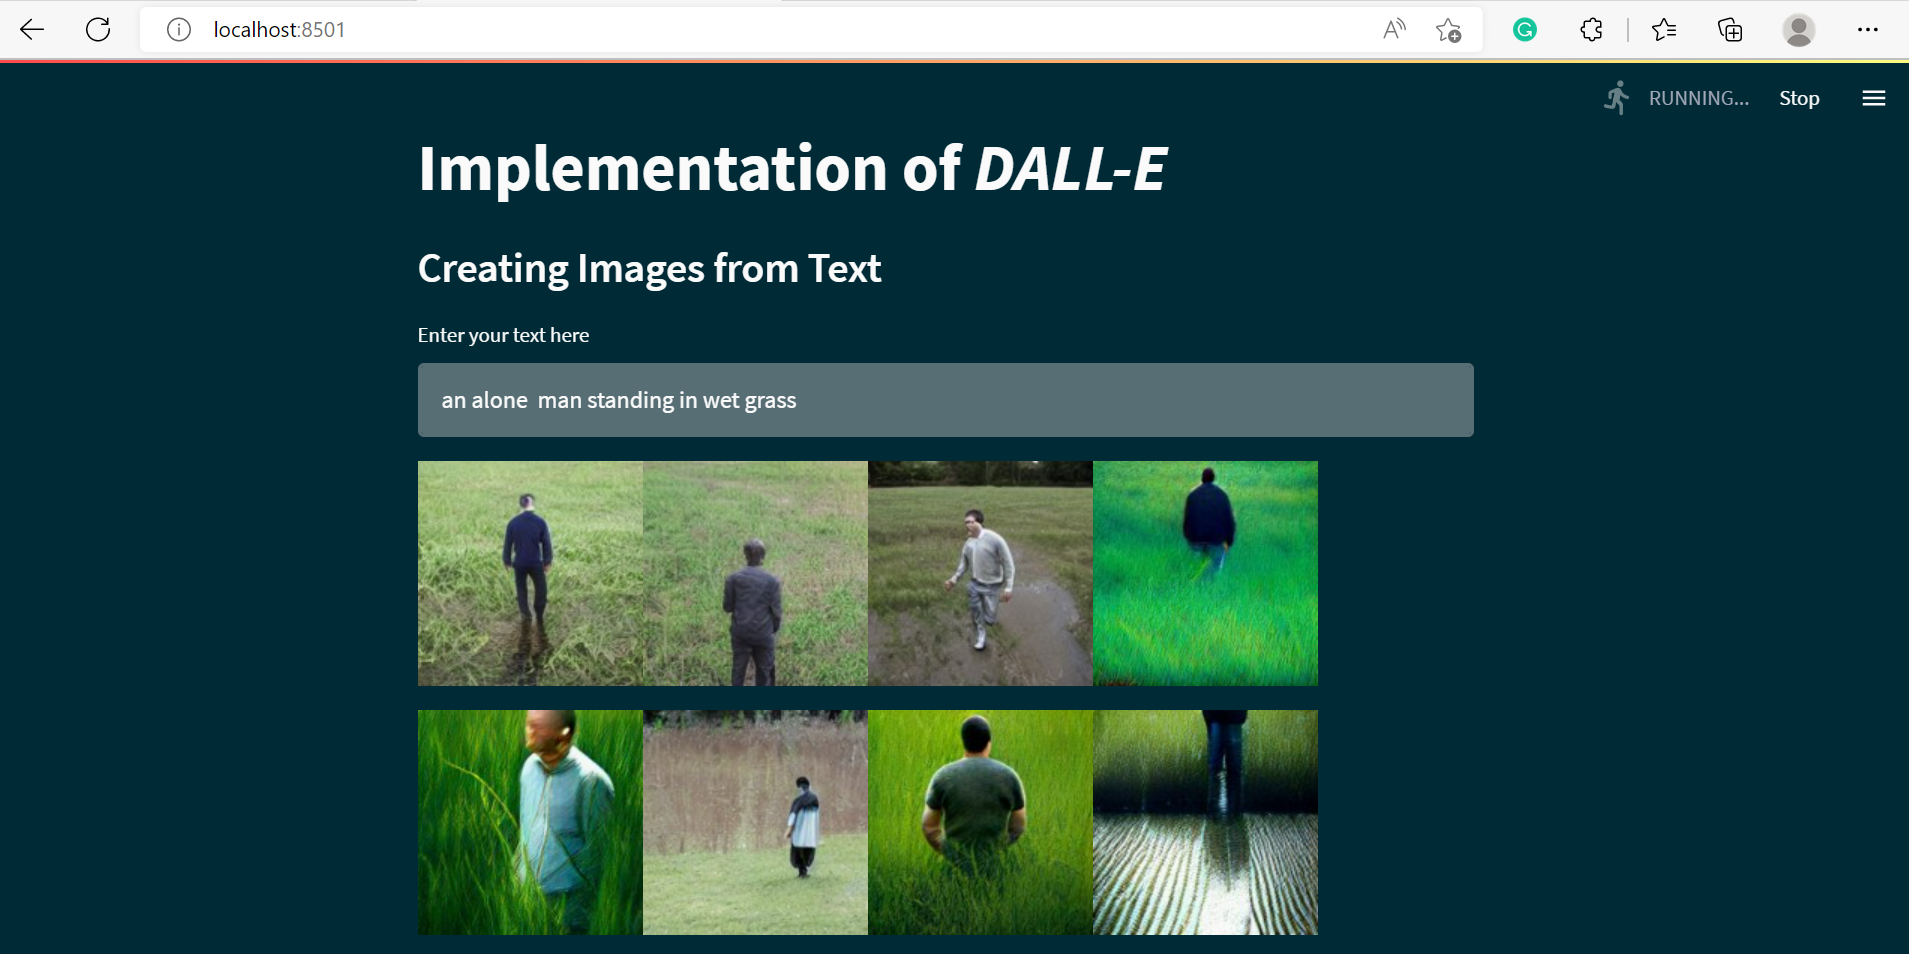 localhost:8501
RUNNING...
Stop
Implementation of DALL-E
Creating Images from Text
Enter your text here
an alone  man standing in wet grass